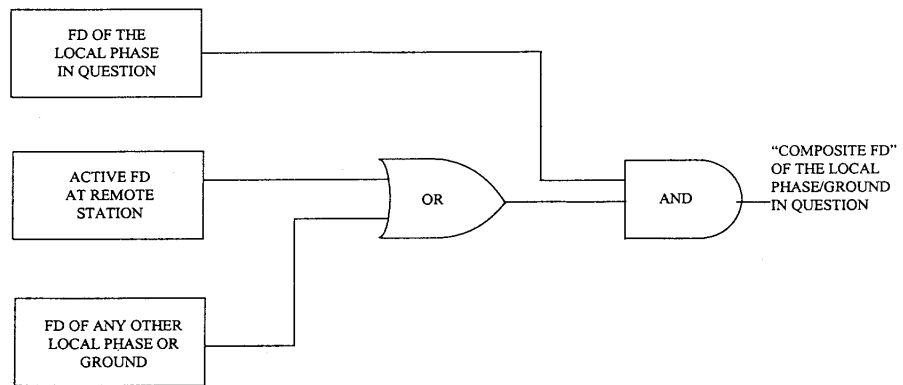 FD OF THE
LOCAL PHASE
IN QUESTION
ACTIVE FD
AT REMOTE
STATION
OR
AND
“COMPOSITE FD”
OF THE LOCAL
PHASE/GROUND
IN QUESTION
FD OF ANY OTHER
LOCAL PHASE OR
GROUND